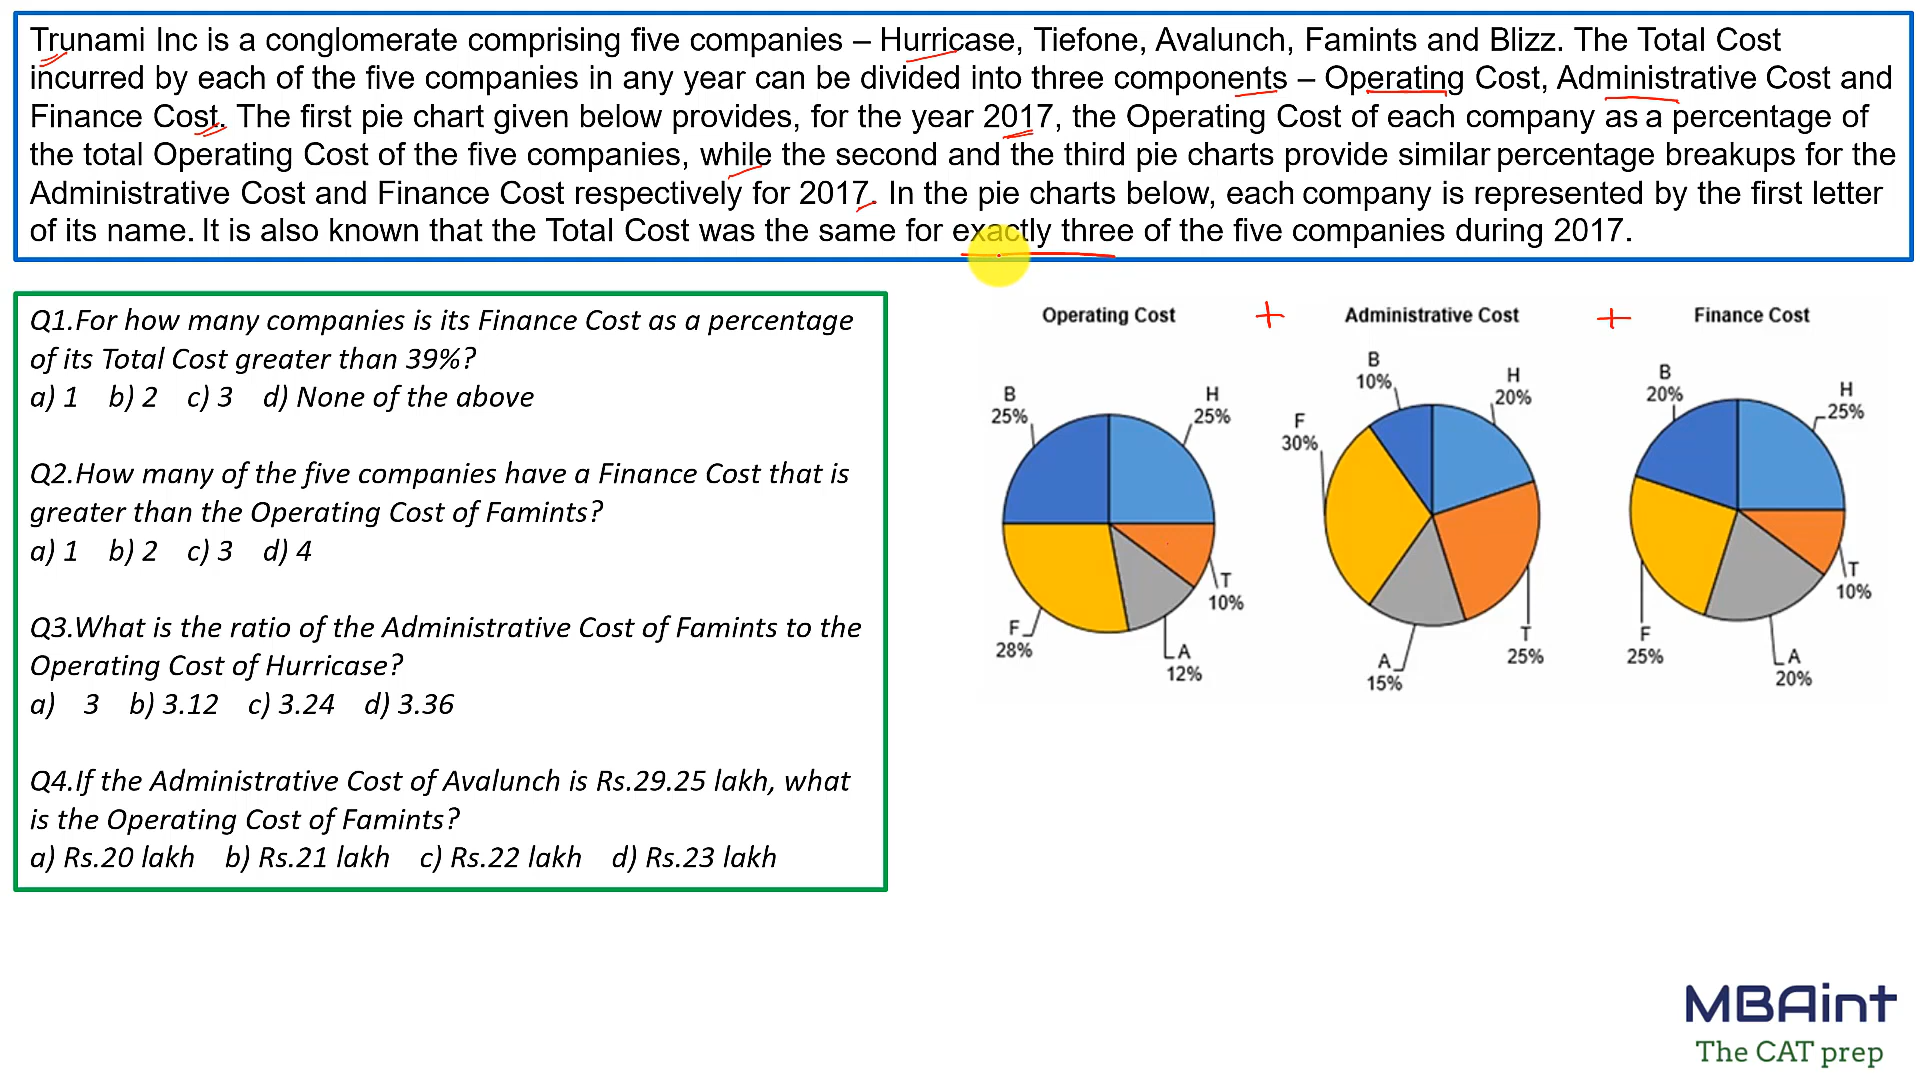 Trunami Inc is a conglomerate comprising five companies – Hurricase, Tiefone, Avalunch, Famints and Blizz. The Total Cost
incurred by each of the five companies in any year can be divided into three components – Operating Cost, Administrative Cost and
Finance Cost. The first pie chart given below provides, for the year 2017, the Operating Cost of each company as a percentage of
the total Operating Cost of the five companies, while the second and the third pie charts provide similar percentage breakups for the
Administrative Cost and Finance Cost respectively for 2017. In the pie charts below, each company is represented by the first letter
of its name. It is also known that the Total Cost was the same for exactly three of the five companies during 2017.
Q1.For how many companies is its Finance Cost as a percentage
of its Total Cost greater than 39%?
a) 1 b) 2 c) 3 d) None of the above
Q2.How many of the five companies have a Finance Cost that is
greater than the Operating Cost of Famints?
a) 1 b) 2 c) 3 d) 4
Q3.What is the ratio of the Administrative Cost of Famints to the
Operating Cost of Hurricase?
a) 3 b) 3.12 c) 3.24 d) 3.36
Q4.If the Administrative Cost of Avalunch is Rs.29.25 lakh, what
is the Operating Cost of Famints?
a) Rs.20 lakh b) Rs.21 lakh c) Rs.22 lakh d) Rs.23 lakh
Operating Cost + Administrative Cost + Finance Cost
B
25%
H
25%
T
10%
A
12%
F
28%
B
10%
H
20%
F
30%
T
25%
A
15%
B
20%
H
25%
T
10%
A
20%
F
25%
MBAint
The CAT prep